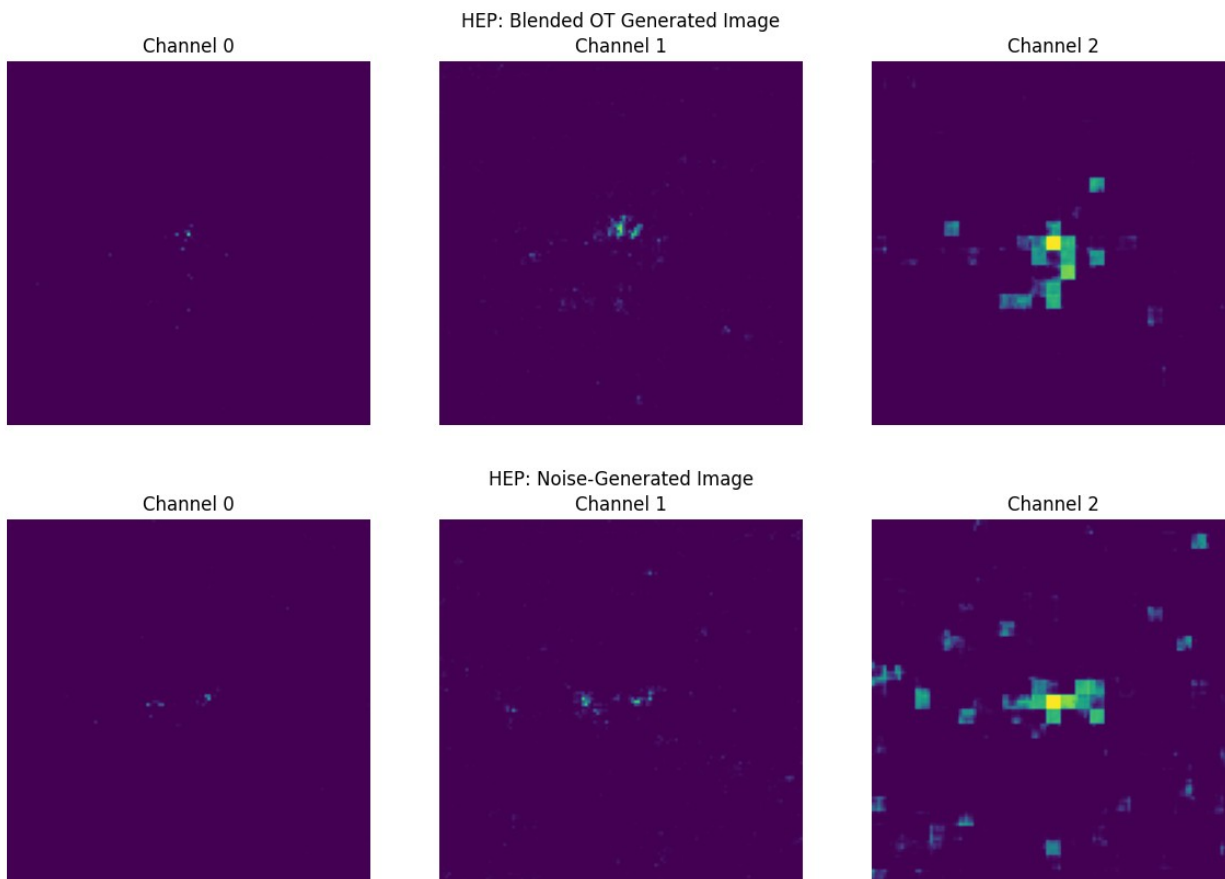 HEP: Blended OT Generated Image
Channel 0
Channel 1
Channel 2
HEP: Noise-Generated Image
Channel 0
Channel 1
Channel 2